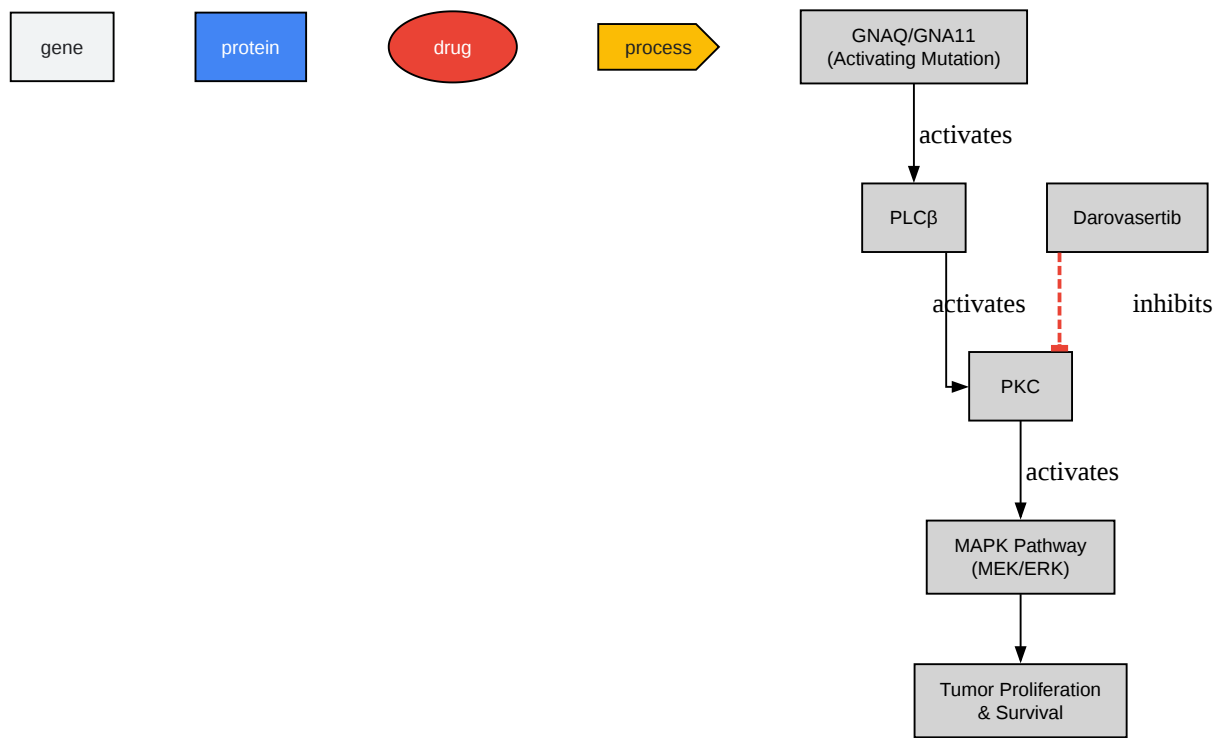 gene
protein
drug
process
GNAQ/GNA11
(Activating Mutation)
activates
PLCβ
Darovasertib
activates
inhibits
PKC
activates
MAPK Pathway
(MEK/ERK)
Tumor Proliferation
& Survival